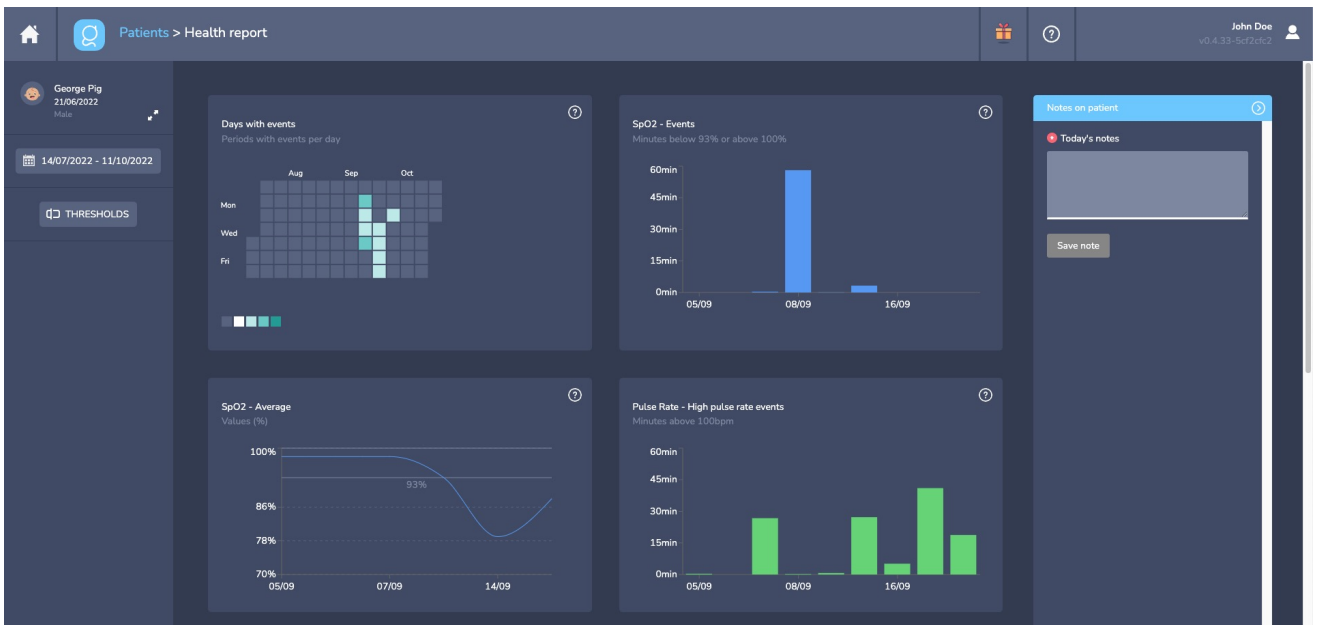 Patients > Health report
John Doe
v0.4.33-5cf2cfc2
George Pig
21/06/2022
Male
14/07/2022 - 11/10/2022
THRESHOLDS
Days with events
Periods with events per day
Aug Sep Oct
Mon
Wed
Fri
SpO2 - Events
Minutes below 93% or above 100%
60min
45min
30min
15min
0min
05/09 08/09 16/09
Notes on patient
Today's notes
Save note
SpO2 - Average
Values (%)
100%
93%
86%
78%
70%
05/09 07/09 14/09
Pulse Rate - High pulse rate events
Minutes above 100bpm
60min
45min
30min
15min
0min
05/09 08/09 16/09